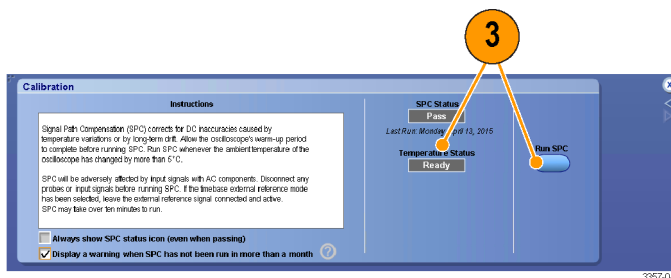 3
Calibration
Instructions
Signal Path Compensation (SPC) corrects for DC inaccuracies caused by
temperature variations or by long-term drift. Allow the oscilloscope's warm-up period
to complete before running SPC. Run SPC whenever the ambient temperature of the
oscilloscope has changed by more than 5°C.
SPC will be adversely affected by input signals with AC components. Disconnect any
probes or input signals before running SPC. If the timebase external reference mode
has been selected, leave the external reference signal connected and active.
SPC may take over ten minutes to run.
Always show SPC status icon (even when passing)
Display a warning when SPC has not been run in more than a month ?
SPC Status
Pass
Last Run: Monday, April 13, 2015
Temperature Status
Ready
Run SPC
X